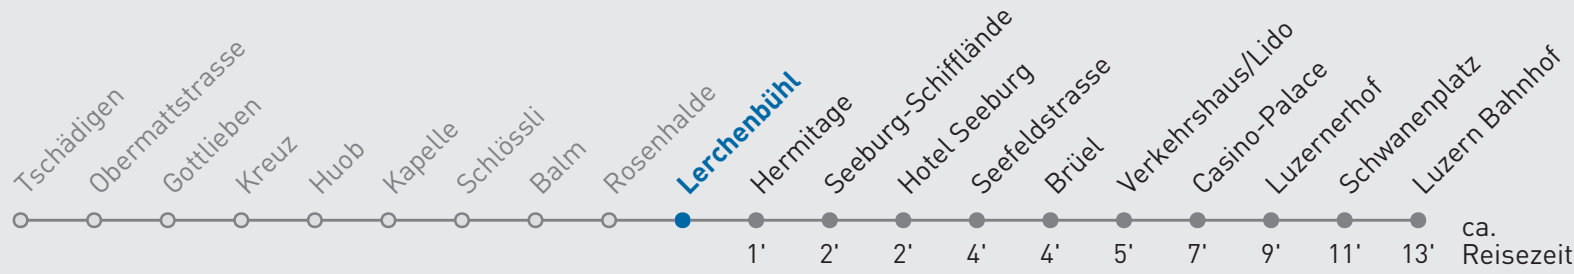 Tschädigen
Obermattstrasse
Gottlieben
Kreuz
Huob
Kapelle
Schlössli
Balm
Rosenhalde
Lerchenbühl
Hermitage
Seeburg-Schifflände
Hotel Seeburg
Seefeldstrasse
Brüel
Verkehrshaus/Lido
Casino-Palace
Luzernerhof
Schwanenplatz
Luzern Bahnhof
1' 2' 2' 4' 4' 5' 7' 9' 11' 13'
ca.
Reisezeit